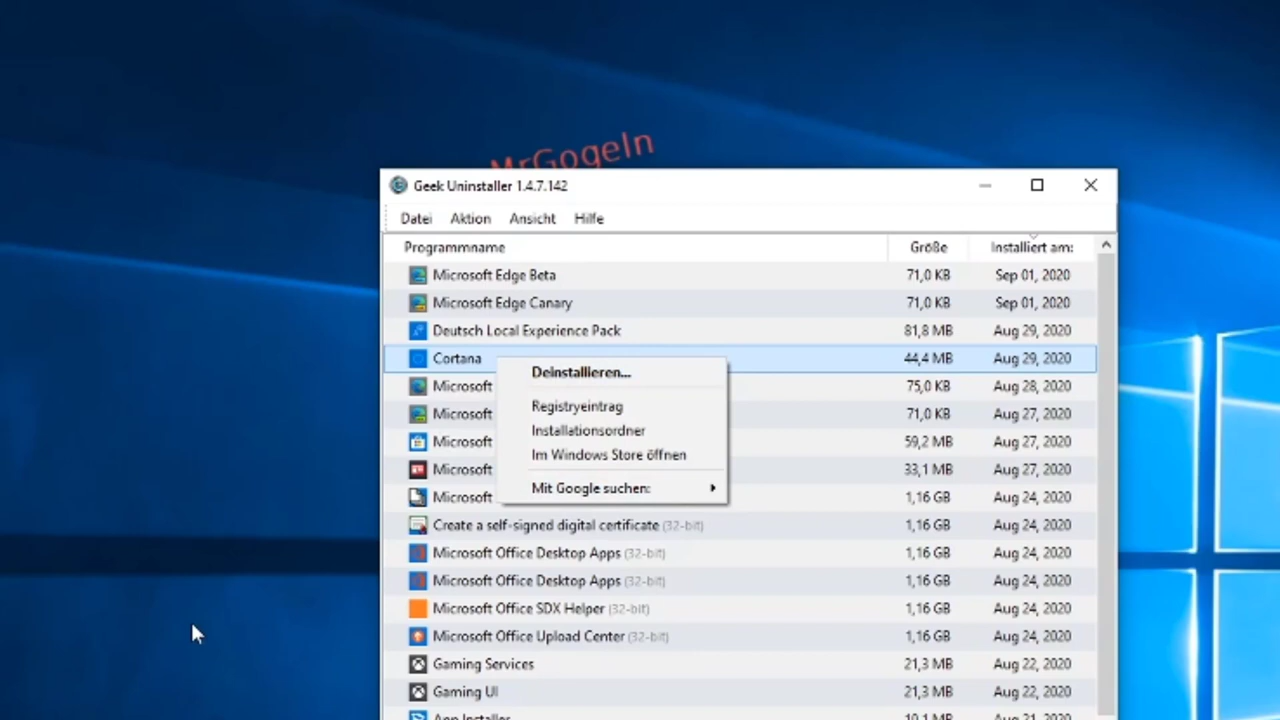 MrGogeln
Geek Uninstaller 1.4.7.142
Datei Aktion Ansicht Hilfe
Programmname Größe Installiert am:
Microsoft Edge Beta 71,0 KB Sep 01, 2020
Microsoft Edge Canary 71,0 KB Sep 01, 2020
Deutsch Local Experience Pack 81,8 MB Aug 29, 2020
Cortana 44,4 MB Aug 29, 2020
Deinstallieren...
Microsoft 75,0 KB Aug 28, 2020
Registryeintrag
Microsoft 71,0 KB Aug 27, 2020
Installationsordner
Microsoft 59,2 MB Aug 27, 2020
Im Windows Store öffnen
Microsoft 33,1 MB Aug 27, 2020
Mit Google suchen:
Microsoft 1,16 GB Aug 24, 2020
Create a self-signed digital certificate (32-bit) 1,16 GB Aug 24, 2020
Microsoft Office Desktop Apps (32-bit) 1,16 GB Aug 24, 2020
Microsoft Office Desktop Apps (32-bit) 1,16 GB Aug 24, 2020
Microsoft Office SDX Helper (32-bit) 1,16 GB Aug 24, 2020
Microsoft Office Upload Center (32-bit) 1,16 GB Aug 24, 2020
Gaming Services 21,3 MB Aug 22, 2020
Gaming UI 21,3 MB Aug 22, 2020
App Installer 10,1 MB Aug 21, 2020